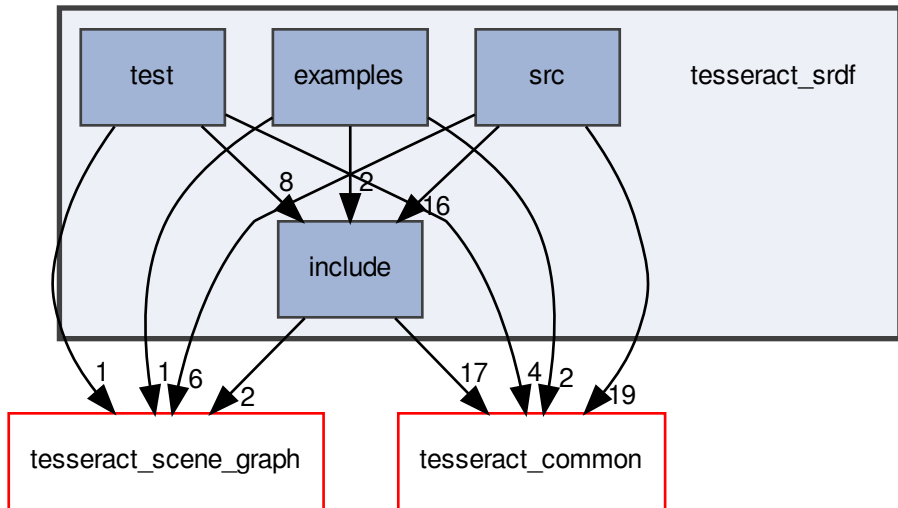 test
examples
src
tesseract_srdf
8
2
16
include
1
1
6
2
17
4
2
19
tesseract_scene_graph
tesseract_common